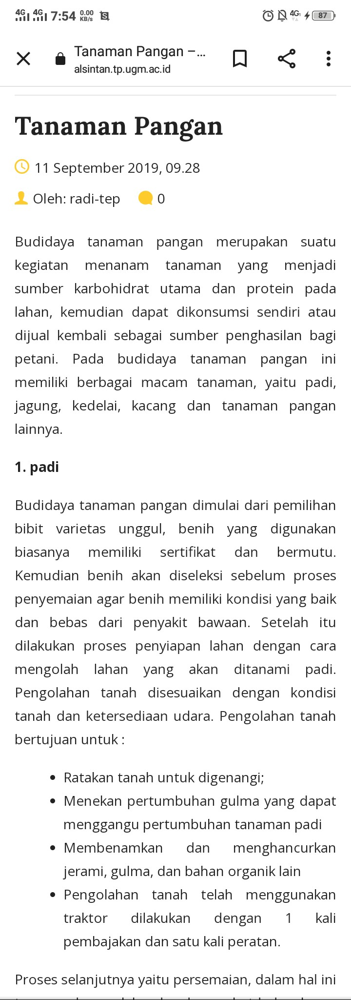 4G 4G 7:54 0.00 KB/s 4G 87
Tanaman Pangan –...
alsintan.tp.ugm.ac.id
Tanaman Pangan
11 September 2019, 09.28
Oleh: radi-tep 0
Budidaya tanaman pangan merupakan suatu
kegiatan menanam tanaman yang menjadi
sumber karbohidrat utama dan protein pada
lahan, kemudian dapat dikonsumsi sendiri atau
dijual kembali sebagai sumber penghasilan bagi
petani. Pada budidaya tanaman pangan ini
memiliki berbagai macam tanaman, yaitu padi,
jagung, kedelai, kacang dan tanaman pangan
lainnya.
1. padi
Budidaya tanaman pangan dimulai dari pemilihan
bibit varietas unggul, benih yang digunakan
biasanya memiliki sertifikat dan bermutu.
Kemudian benih akan diseleksi sebelum proses
penyemaian agar benih memiliki kondisi yang baik
dan bebas dari penyakit bawaan. Setelah itu
dilakukan proses penyiapan lahan dengan cara
mengolah lahan yang akan ditanami padi.
Pengolahan tanah disesuaikan dengan kondisi
tanah dan ketersediaan udara. Pengolahan tanah
bertujuan untuk :
• Ratakan tanah untuk digenangi;
• Menekan pertumbuhan gulma yang dapat
menggangu pertumbuhan tanaman padi
• Membenamkan dan menghancurkan
jerami, gulma, dan bahan organik lain
• Pengolahan tanah telah menggunakan
traktor dilakukan dengan 1 kali
pembajakan dan satu kali peratan.
Proses selanjutnya yaitu persemaian, dalam hal ini